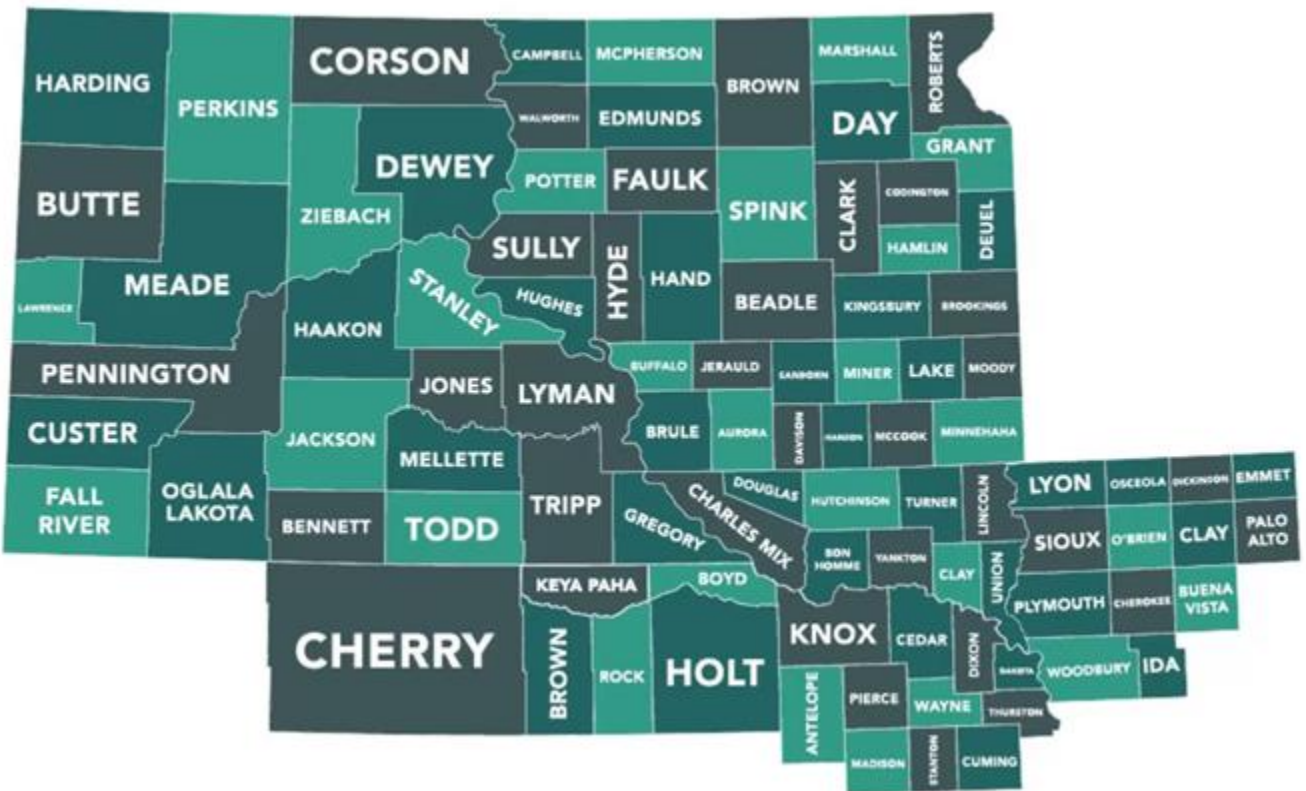 HARDING
PERKINS
CORSON
CAMPBELL
MCPHERSON
BROWN
MARSHALL
ROBERTS
WALWORTH
EDMUNDS
DAY
GRANT
BUTTE
ZIEBACH
DEWEY
POTTER
FAULK
SPINK
CLARK
CODINGTON
HAMLIN
DEUEL
LAWRENCE
MEADE
HAAKON
STANLEY
SULLY
HUGHES
HYDE
HAND
BEADLE
KINGSBURY
BROOKINGS
PENNINGTON
JONES
LYMAN
BUFFALO
JERAULD
SANBORN
MINER
LAKE
MOODY
CUSTER
JACKSON
MELLETTE
BRULE
AURORA
DAVISON
HANSON
MCCOOK
MINNEHAHA
FALL
RIVER
OGLALA
LAKOTA
BENNETT
TODD
TRIPP
GREGORY
CHARLES MIX
DOUGLAS
HUTCHINSON
TURNER
LINCOLN
LYON
OSCEOLA
DICKINSON
EMMET
BON
HOMME
YANKTON
CLAY
UNION
SIOUX
O'BRIEN
CLAY
PALO
ALTO
KEYA PAHA
BOYD
PLYMOUTH
CHEROKEE
BUENA
VISTA
CHERRY
BROWN
ROCK
HOLT
KNOX
CEDAR
DIXON
DAKOTA
WOODBURY
IDA
ANTELOPE
PIERCE
WAYNE
THURSTON
MADISON
STANTON
CUMING